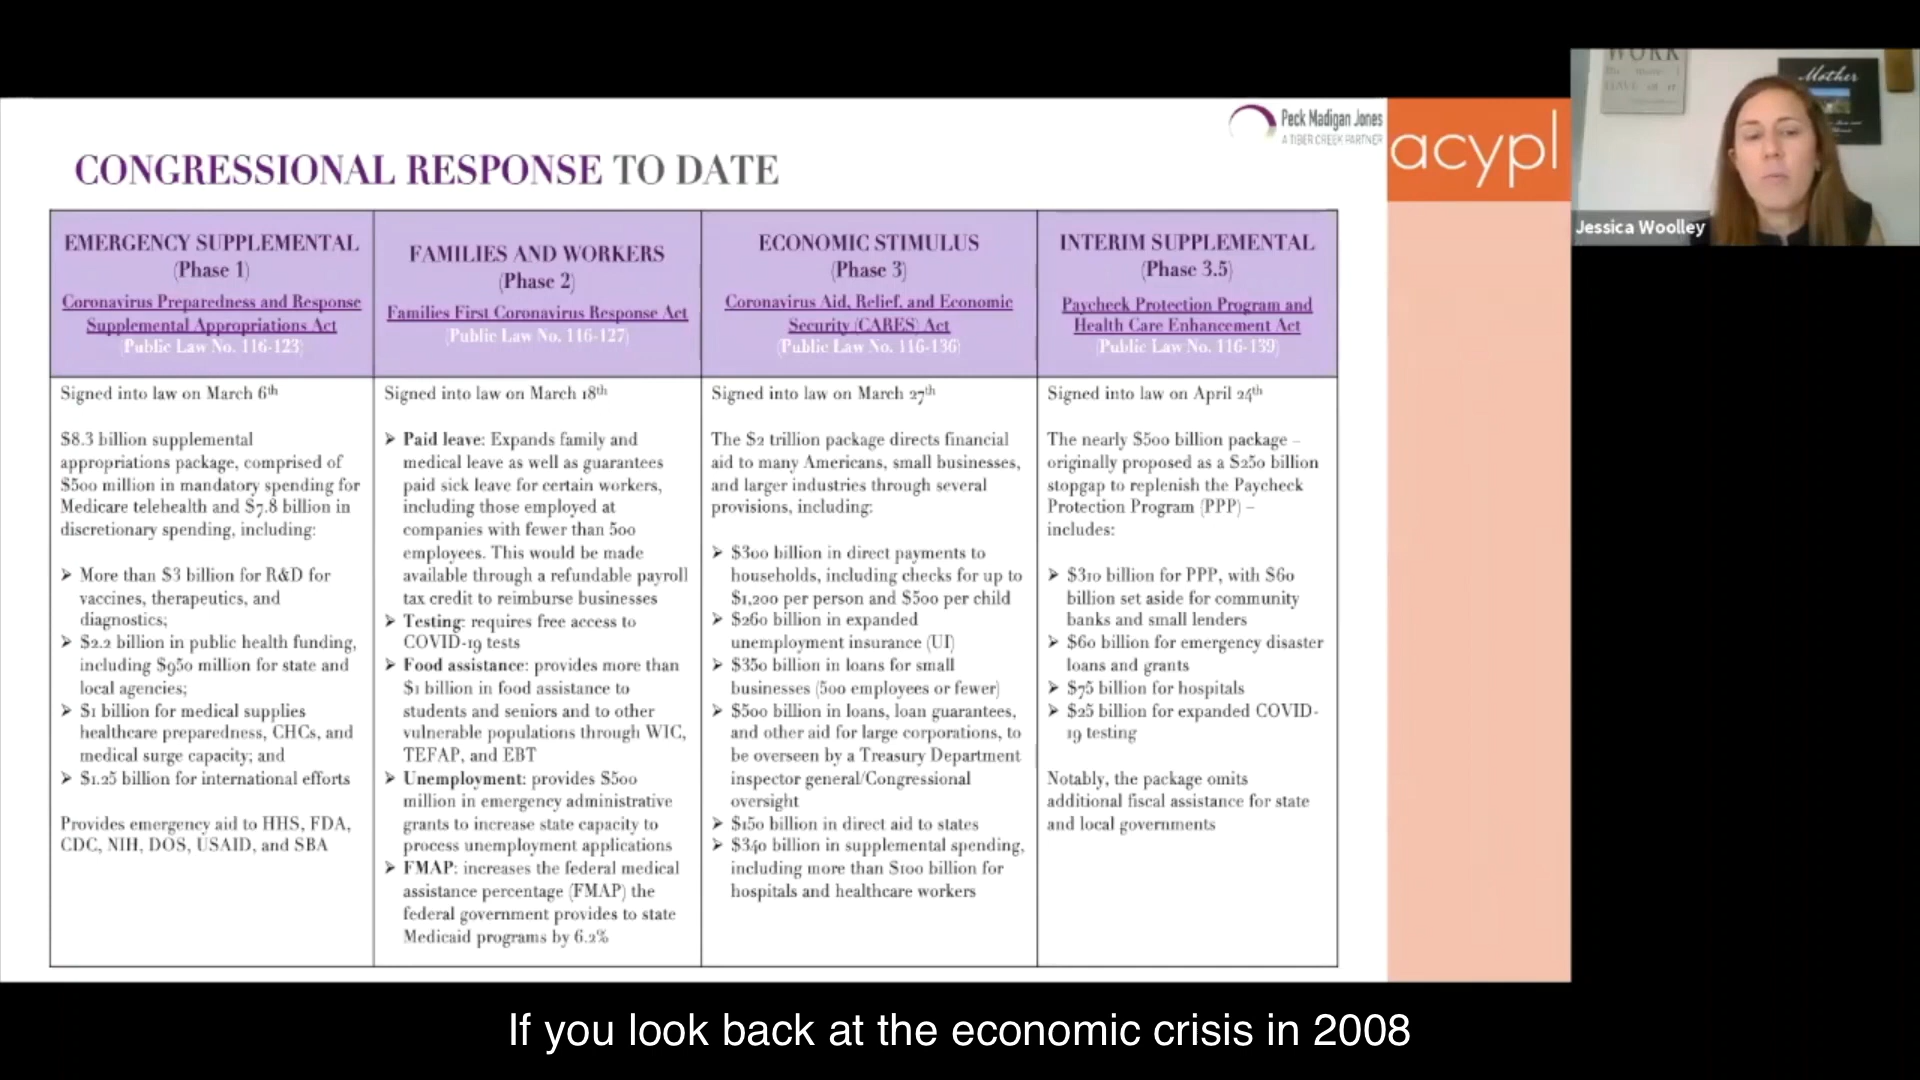 Peck Madigan Jones
A TIBER CREEK PARTNER
acypl
WORK
Mother
Jessica Woolley
CONGRESSIONAL RESPONSE TO DATE
EMERGENCY SUPPLEMENTAL
(Phase 1)
Coronavirus Preparedness and Response
Supplemental Appropriations Act
(Public Law No. 116-123)
Signed into law on March 6th
$8.3 billion supplemental
appropriations package, comprised of
$500 million in mandatory spending for
Medicare telehealth and $7.8 billion in
discretionary spending, including:
➢ More than $3 billion for R&D for
vaccines, therapeutics, and
diagnostics;
➢ $2.2 billion in public health funding,
including $950 million for state and
local agencies;
➢ $1 billion for medical supplies
healthcare preparedness, CHCs, and
medical surge capacity; and
➢ $1.25 billion for international efforts
Provides emergency aid to HHS, FDA,
CDC, NIH, DOS, USAID, and SBA
FAMILIES AND WORKERS
(Phase 2)
Families First Coronavirus Response Act
(Public Law No. 116-127)
Signed into law on March 18th
➢ Paid leave: Expands family and
medical leave as well as guarantees
paid sick leave for certain workers,
including those employed at
companies with fewer than 500
employees. This would be made
available through a refundable payroll
tax credit to reimburse businesses
➢ Testing: requires free access to
COVID-19 tests
➢ Food assistance: provides more than
$1 billion in food assistance to
students and seniors and to other
vulnerable populations through WIC,
TEFAP, and EBT
➢ Unemployment: provides $500
million in emergency administrative
grants to increase state capacity to
process unemployment applications
➢ FMAP: increases the federal medical
assistance percentage (FMAP) the
federal government provides to state
Medicaid programs by 6.2%
ECONOMIC STIMULUS
(Phase 3)
Coronavirus Aid, Relief, and Economic
Security (CARES) Act
(Public Law No. 116-136)
Signed into law on March 27th
The $2 trillion package directs financial
aid to many Americans, small businesses,
and larger industries through several
provisions, including:
➢ $300 billion in direct payments to
households, including checks for up to
$1,200 per person and $500 per child
➢ $260 billion in expanded
unemployment insurance (UI)
➢ $350 billion in loans for small
businesses (500 employees or fewer)
➢ $500 billion in loans, loan guarantees,
and other aid for large corporations, to
be overseen by a Treasury Department
inspector general/Congressional
oversight
➢ $150 billion in direct aid to states
➢ $340 billion in supplemental spending,
including more than $100 billion for
hospitals and healthcare workers
INTERIM SUPPLEMENTAL
(Phase 3.5)
Paycheck Protection Program and
Health Care Enhancement Act
(Public Law No. 116-139)
Signed into law on April 24th
The nearly $500 billion package –
originally proposed as a $250 billion
stopgap to replenish the Paycheck
Protection Program (PPP) –
includes:
➢ $310 billion for PPP, with $60
billion set aside for community
banks and small lenders
➢ $60 billion for emergency disaster
loans and grants
➢ $75 billion for hospitals
➢ $25 billion for expanded COVID-
19 testing
Notably, the package omits
additional fiscal assistance for state
and local governments
If you look back at the economic crisis in 2008